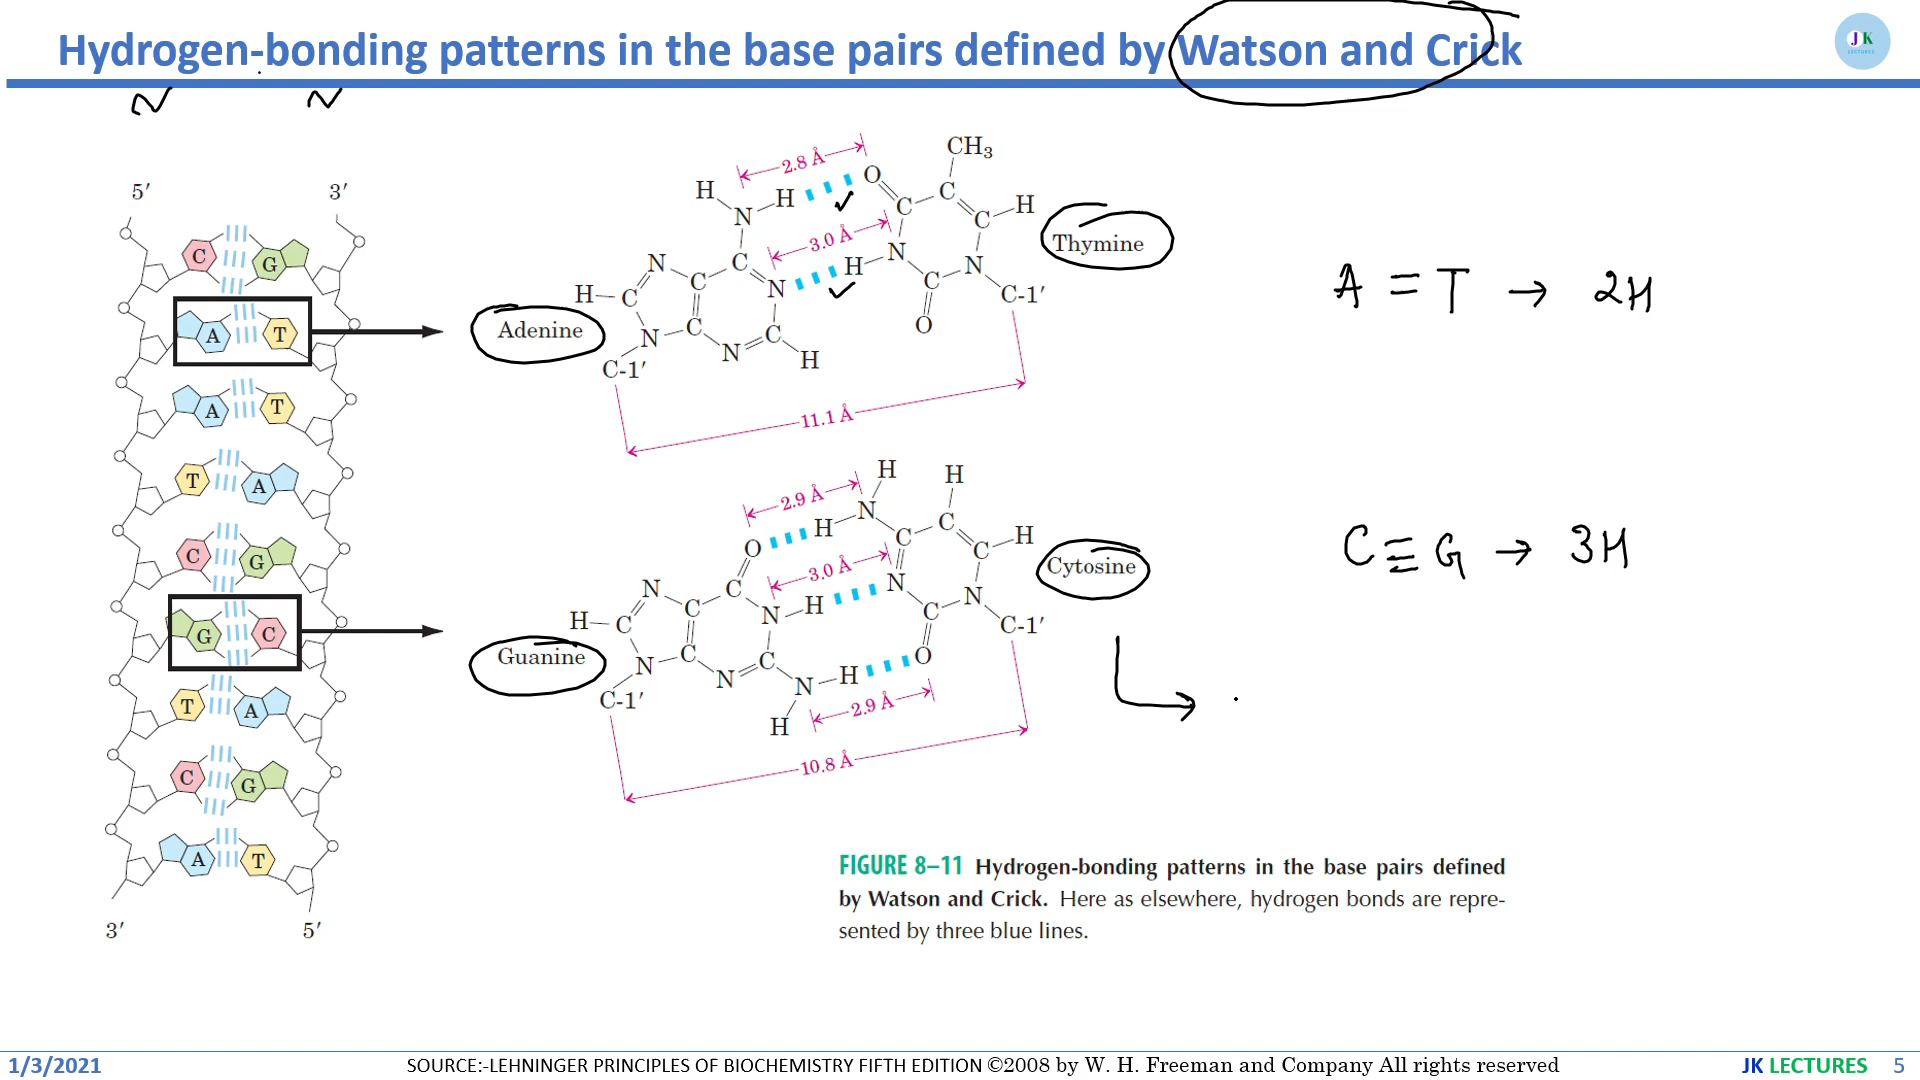 Hydrogen-bonding patterns in the base pairs defined by Watson and Crick
J K
LECTURES
5′ 3′
C G
A T
A T
T A
C G
G C
T A
C G
A T
3′ 5′
2.8 Å
CH3
H N H O
C C C H
3.0 Å
Thymine
N C N H N
H C C N C N
Adenine
N C N C H
O C-1′
C-1′
11.1 Å
A = T → 2H
2.9 Å
H H
O H N C C C H
3.0 Å
Cytosine
N C N H N C N
H C C
Guanine
N C N C N H O
C-1′
C-1′ H
2.9 Å
10.8 Å
C ≡ G → 3H
FIGURE 8–11 Hydrogen-bonding patterns in the base pairs defined
by Watson and Crick. Here as elsewhere, hydrogen bonds are repre-
sented by three blue lines.
1/3/2021
SOURCE:-LEHNINGER PRINCIPLES OF BIOCHEMISTRY FIFTH EDITION ©2008 by W. H. Freeman and Company All rights reserved
JK LECTURES 5